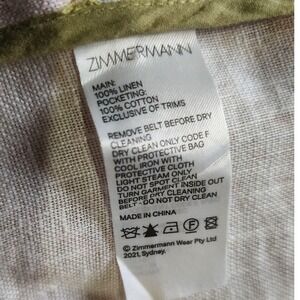 ZIMMERMANN
MAIN:
100% LINEN
POCKETING:
100% COTTON
EXCLUSIVE OF TRIMS
REMOVE BELT BEFORE DRY
CLEANING
DRY CLEAN ONLY CODE F
WITH PROTECTIVE BAG
COOL IRON WITH
PROTECTIVE CLOTH
LIGHT STEAM ONLY
DO NOT SPOT CLEAN
TURN GARMENT INSIDE OUT
BEFORE DRY CLEANING
BELT - DO NOT DRY CLEAN
MADE IN CHINA
© Zimmermann Wear Pty Ltd
2021, Sydney.